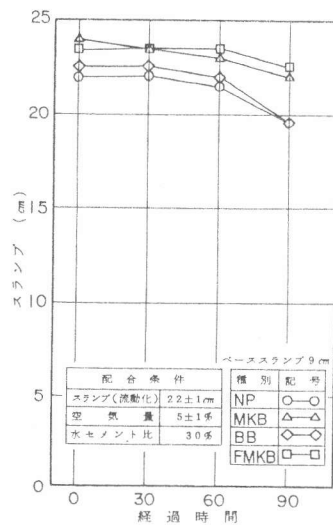 25
20
15
10
5
0
スランプ (cm)
ベーススランプ 9cm
配合条件
スランプ(流動化) 22±1cm
空気量 5±1%
水セメント比 30%
種別 記号
NP
MKB
BB
FMKB
0 30 60 90
経過時間